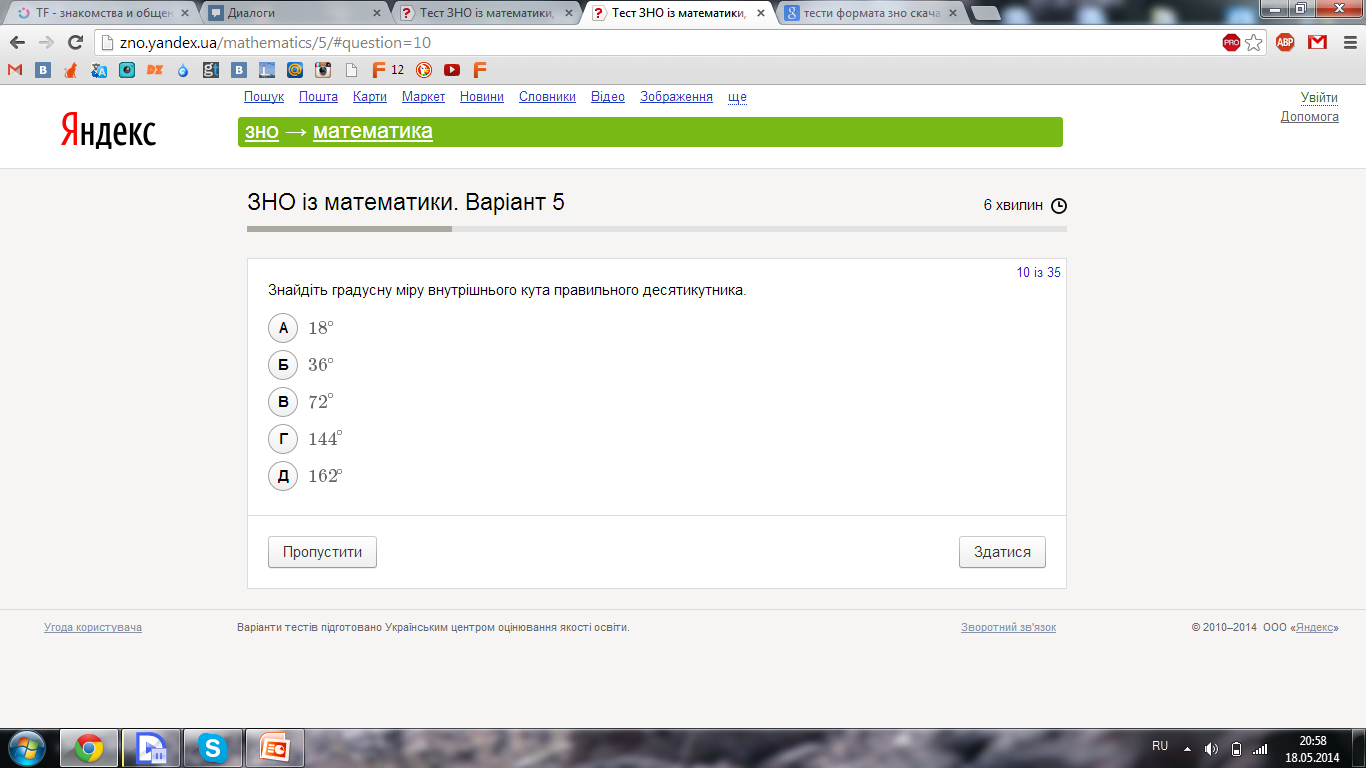 TF - знакомства и общен
Диалоги
Тест ЗНО із математики,
Тест ЗНО із математики,
тести формата зно скача
zno.yandex.ua/mathematics/5/#question=10
PRO
ABP
12
Пошук Пошта Карти Маркет Новини Словники Відео Зображення ще
Увійти
Допомога
Яндекс
зно → математика
ЗНО із математики. Варіант 5
6 хвилин
10 із 35
Знайдіть градусну міру внутрішнього кута правильного десятикутника.
А 18°
Б 36°
В 72°
Г 144°
Д 162°
Пропустити
Здатися
Угода користувача
Варіанти тестів підготовано Українським центром оцінювання якості освіти.
Зворотний зв'язок
© 2010–2014 ООО «Яндекс»
RU
20:58
18.05.2014